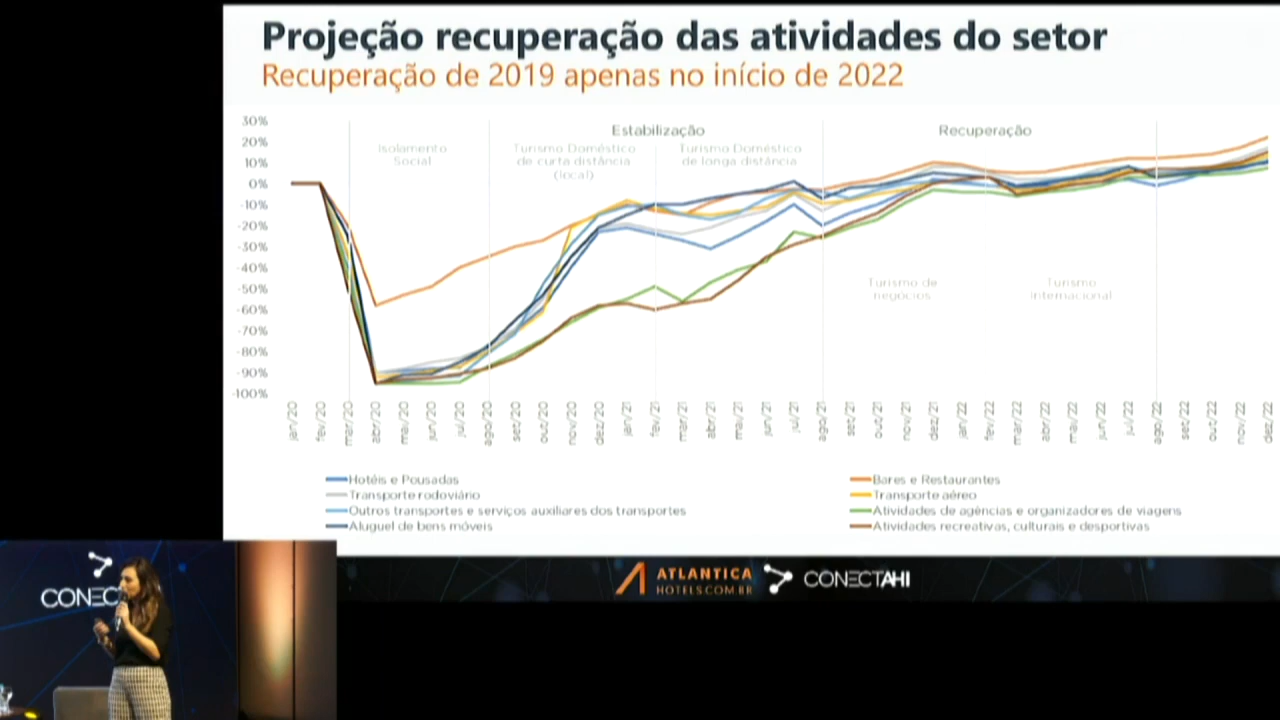 Projeção recuperação das atividades do setor
Recuperação de 2019 apenas no início de 2022
30%
20%
10%
0%
-10%
-20%
-30%
-40%
-50%
-60%
-70%
-80%
-90%
-100%
Estabilização
Recuperação
Isolamento
Social
Turismo Doméstico
de curta distância
(local)
Turismo Doméstico
de longa distância
Turismo de
negócios
Turismo
internacional
jan/20 fev/20 mar/20 abr/20 mai/20 jun/20 jul/20 ago/20 set/20 out/20 nov/20 dez/20 jan/21 fev/21 mar/21 abr/21 mai/21 jun/21 jul/21 ago/21 set/21 out/21 nov/21 dez/21 jan/22 fev/22 mar/22 abr/22 mai/22 jun/22 jul/22 ago/22 set/22 out/22 nov/22 dez/22
Hotéis e Pousadas
Bares e Restaurantes
Transporte rodoviário
Transporte aéreo
Outros transportes e serviços auxiliares dos transportes
Atividades de agências e organizadores de viagens
Aluguel de bens móveis
Atividades recreativas, culturais e desportivas
CONEC
ATLANTICA
HOTELS.COM.BR
CONECTAHI